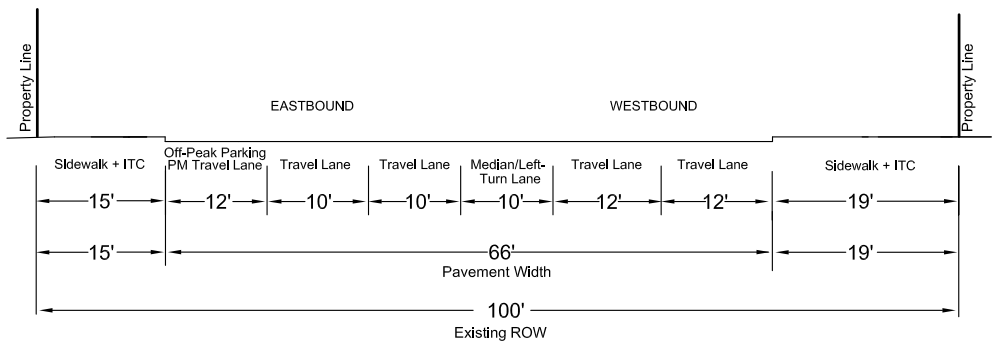 Property Line
Property Line
EASTBOUND
WESTBOUND
Sidewalk + ITC
Off-Peak Parking
PM Travel Lane
Travel Lane
Travel Lane
Median/Left-
Turn Lane
Travel Lane
Travel Lane
Sidewalk + ITC
15'
12'
10'
10'
10'
12'
12'
19'
15'
66'
19'
Pavement Width
100'
Existing ROW